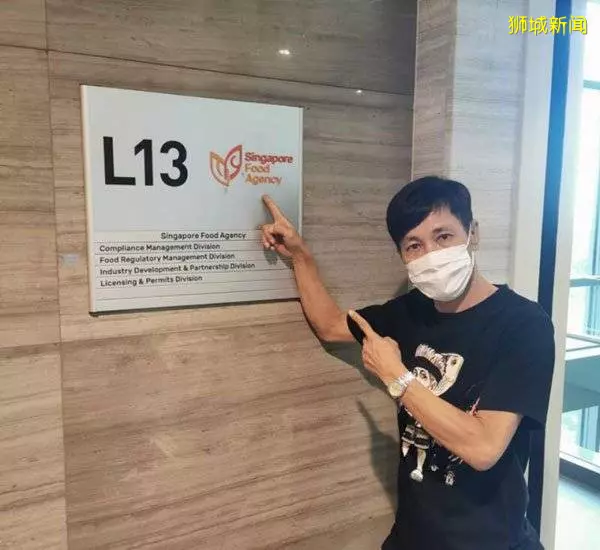 狮城新闻
L13
Singapore
Food
Agency
Singapore Food Agency
Compliance Management Division
Food Regulatory Management Division
Industry Development & Partnership Division
Licensing & Permits Division